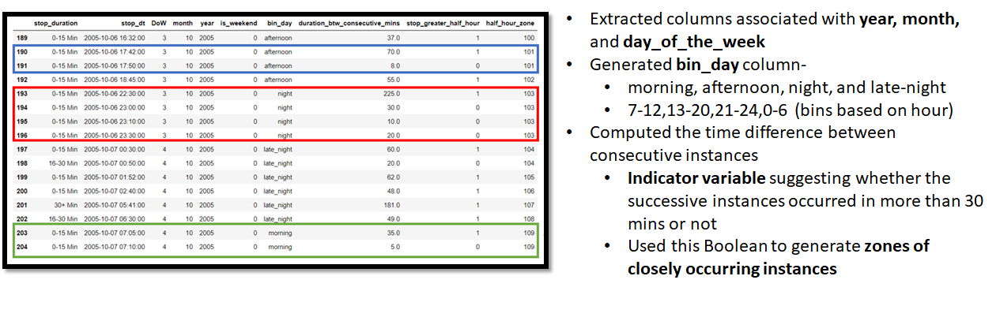 stop_duration stop_dt DoW month year is_weekend bin_day duration_btw_consecutive_mins stop_greater_half_hour half_hour_zone
189 0-15 Min 2005-10-06 16:32:00 3 10 2005 0 afternoon 37.0 1 100
190 0-15 Min 2005-10-06 17:42:00 3 10 2005 0 afternoon 70.0 1 101
191 0-15 Min 2005-10-06 17:50:00 3 10 2005 0 afternoon 8.0 0 101
192 0-15 Min 2005-10-06 18:45:00 3 10 2005 0 afternoon 55.0 1 102
193 0-15 Min 2005-10-06 22:30:00 3 10 2005 0 night 225.0 1 103
194 0-15 Min 2005-10-06 23:00:00 3 10 2005 0 night 30.0 0 103
195 0-15 Min 2005-10-06 23:10:00 3 10 2005 0 night 10.0 0 103
196 0-15 Min 2005-10-06 23:30:00 3 10 2005 0 night 20.0 0 103
197 0-15 Min 2005-10-07 00:30:00 4 10 2005 0 late_night 60.0 1 104
198 16-30 Min 2005-10-07 00:50:00 4 10 2005 0 late_night 20.0 0 104
199 0-15 Min 2005-10-07 01:52:00 4 10 2005 0 late_night 62.0 1 105
200 0-15 Min 2005-10-07 02:40:00 4 10 2005 0 late_night 48.0 1 106
201 30+ Min 2005-10-07 05:41:00 4 10 2005 0 late_night 181.0 1 107
202 16-30 Min 2005-10-07 06:30:00 4 10 2005 0 late_night 49.0 1 108
203 0-15 Min 2005-10-07 07:05:00 4 10 2005 0 morning 35.0 1 109
204 0-15 Min 2005-10-07 07:10:00 4 10 2005 0 morning 5.0 0 109
• Extracted columns associated with year, month,
and day_of_the_week
• Generated bin_day column-
• morning, afternoon, night, and late-night
• 7-12,13-20,21-24,0-6 (bins based on hour)
• Computed the time difference between
consecutive instances
• Indicator variable suggesting whether the
successive instances occurred in more than 30
mins or not
• Used this Boolean to generate zones of
closely occurring instances